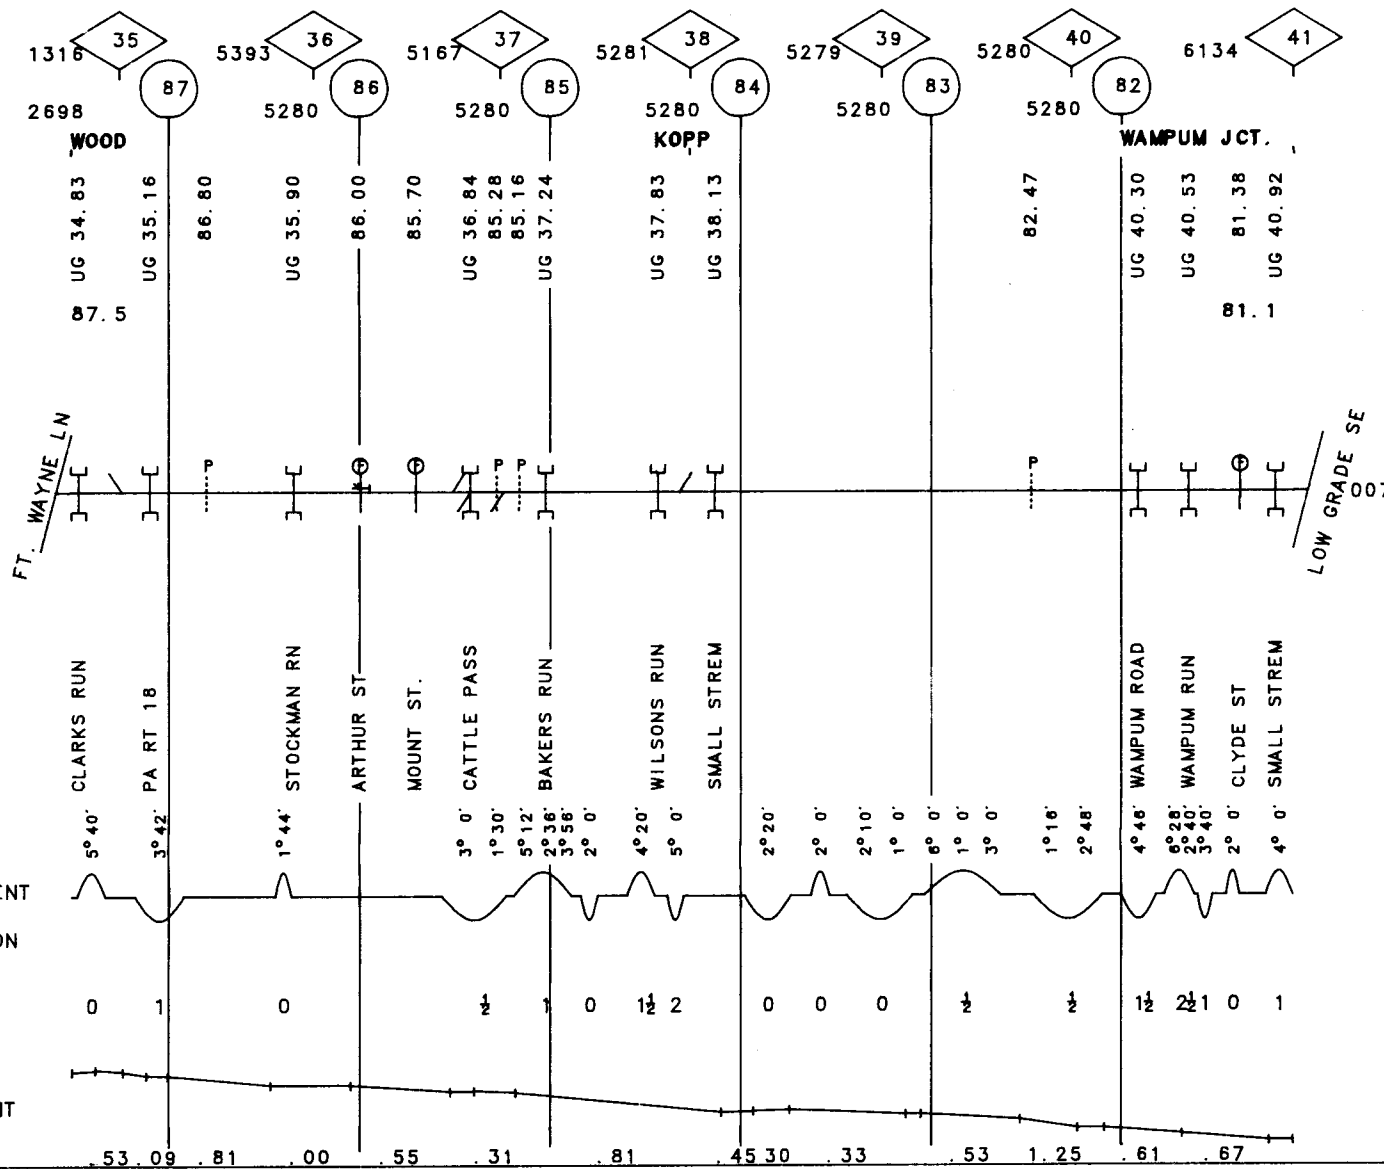 35 36 37 38 39 40 41
1316 5393 5167 5281 5279 5280 6134
87 86 85 84 83 82
2698 5280 5280 5280 5280 5280
WOOD KOPP WAMPUM JCT.
UG 34.83
UG 35.16
86.80
UG 35.90
86.00
85.70
UG 36.84
85.28
85.16
UG 37.24
UG 37.83
UG 38.13
82.47
UG 40.30
UG 40.53
81.38
UG 40.92
87.5 81.1
FT. WAYNE LN
P F F P P P F
LOW GRADE SE
007
CLARKS RUN
PA RT 18
STOCKMAN RN
ARTHUR ST
MOUNT ST.
CATTLE PASS
BAKERS RUN
WILSONS RUN
SMALL STREM
WAMPUM ROAD
WAMPUM RUN
CLYDE ST
SMALL STREM
5°40'
3°42'
1°44'
3° 0'
1°30'
5°12'
2°36'
3°56'
2° 0'
4°20'
5° 0'
2°20'
2° 0'
2°10'
1° 0'
6° 0'
1° 0'
3° 0'
1°16'
2°48'
4°46'
6°28'
2°40'
3°40'
2° 0'
4° 0'
ENT
ON
0 1 0 ½ 1 0 1½ 2 0 0 0 ½ ½ 1½ 2½ 1 0 1
NT
.53 .09 .81 .00 .55 .31 .81 .45 30 .33 .53 1.25 .61 .67